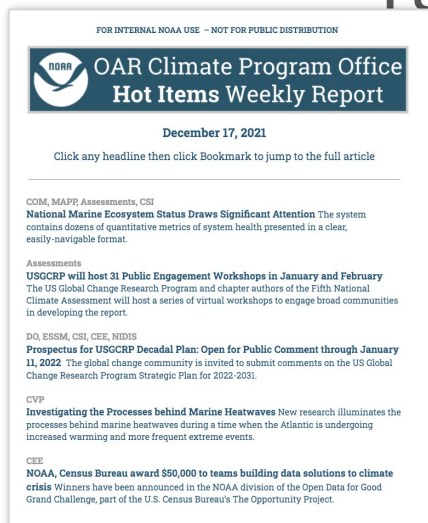 FOR INTERNAL NOAA USE – NOT FOR PUBLIC DISTRIBUTION
NOAA
OAR Climate Program Office
Hot Items Weekly Report
December 17, 2021
Click any headline then click Bookmark to jump to the full article
COM, MAPP, Assessments, CSI
National Marine Ecosystem Status Draws Significant Attention The system
contains dozens of quantitative metrics of system health presented in a clear,
easily-navigable format.
Assessments
USGCRP will host 31 Public Engagement Workshops in January and February
The US Global Change Research Program and chapter authors of the Fifth National
Climate Assessment will host a series of virtual workshops to engage broad communities
in developing the report.
DO, ESSM, CSI, CEE, NIDIS
Prospectus for USGCRP Decadal Plan: Open for Public Comment through January
11, 2022 The global change community is invited to submit comments on the US Global
Change Research Program Strategic Plan for 2022-2031.
CVP
Investigating the Processes behind Marine Heatwaves New research illuminates the
processes behind marine heatwaves during a time when the Atlantic is undergoing
increased warming and more frequent extreme events.
CEE
NOAA, Census Bureau award $50,000 to teams building data solutions to climate
crisis Winners have been announced in the NOAA division of the Open Data for Good
Grand Challenge, part of the U.S. Census Bureau's The Opportunity Project.